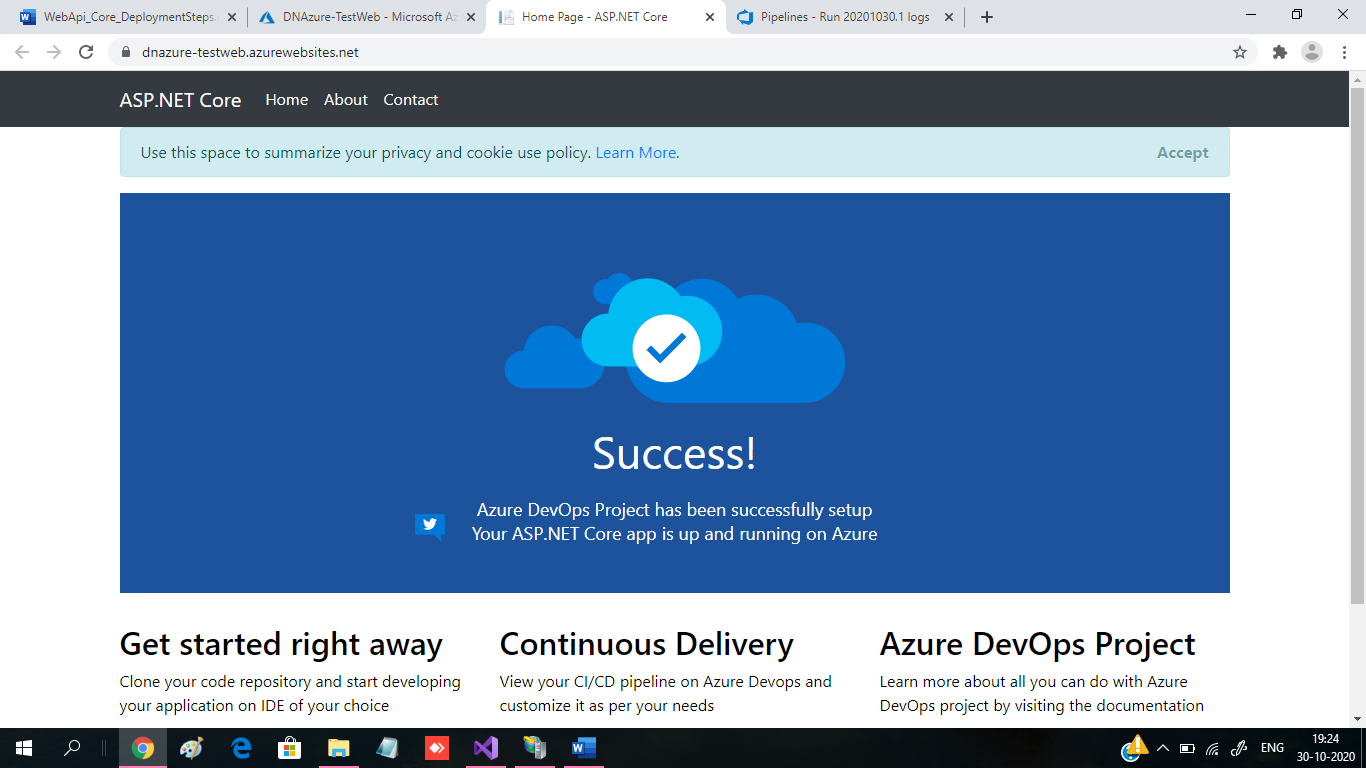 WebApi_Core_DeploymentSteps.
DNAzure-TestWeb - Microsoft Az
Home Page - ASP.NET Core
Pipelines - Run 20201030.1 logs
dnazure-testweb.azurewebsites.net
ASP.NET Core
Home
About
Contact
Use this space to summarize your privacy and cookie use policy. Learn More.
Accept
Success!
Azure DevOps Project has been successfully setup
Your ASP.NET Core app is up and running on Azure
Get started right away
Clone your code repository and start developing
your application on IDE of your choice
Continuous Delivery
View your CI/CD pipeline on Azure Devops and
customize it as per your needs
Azure DevOps Project
Learn more about all you can do with Azure
DevOps project by visiting the documentation
ENG
19:24
30-10-2020